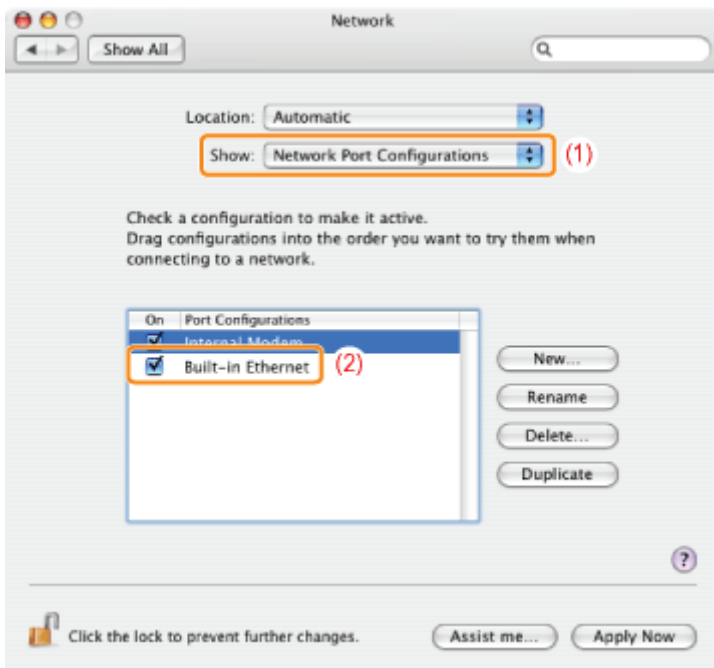 Network
Show All
Location: Automatic
Show: Network Port Configurations (1)
Check a configuration to make it active.
Drag configurations into the order you want to try them when
connecting to a network.
On Port Configurations
Internal Modem
Built-in Ethernet (2)
New...
Rename
Delete...
Duplicate
?
Click the lock to prevent further changes.
Assist me... Apply Now